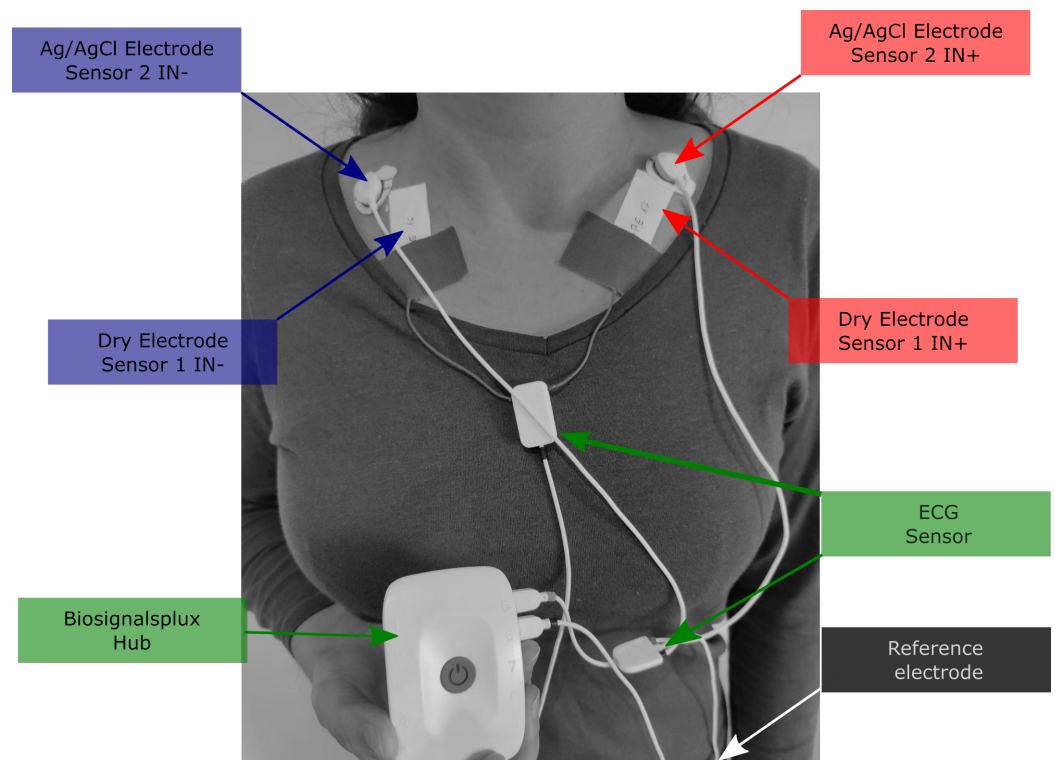 Ag/AgCl Electrode
Sensor 2 IN-
Ag/AgCl Electrode
Sensor 2 IN+
Dry Electrode
Sensor 1 IN-
Dry Electrode
Sensor 1 IN+
ECG
Sensor
Biosignalsplux
Hub
Reference
electrode
7